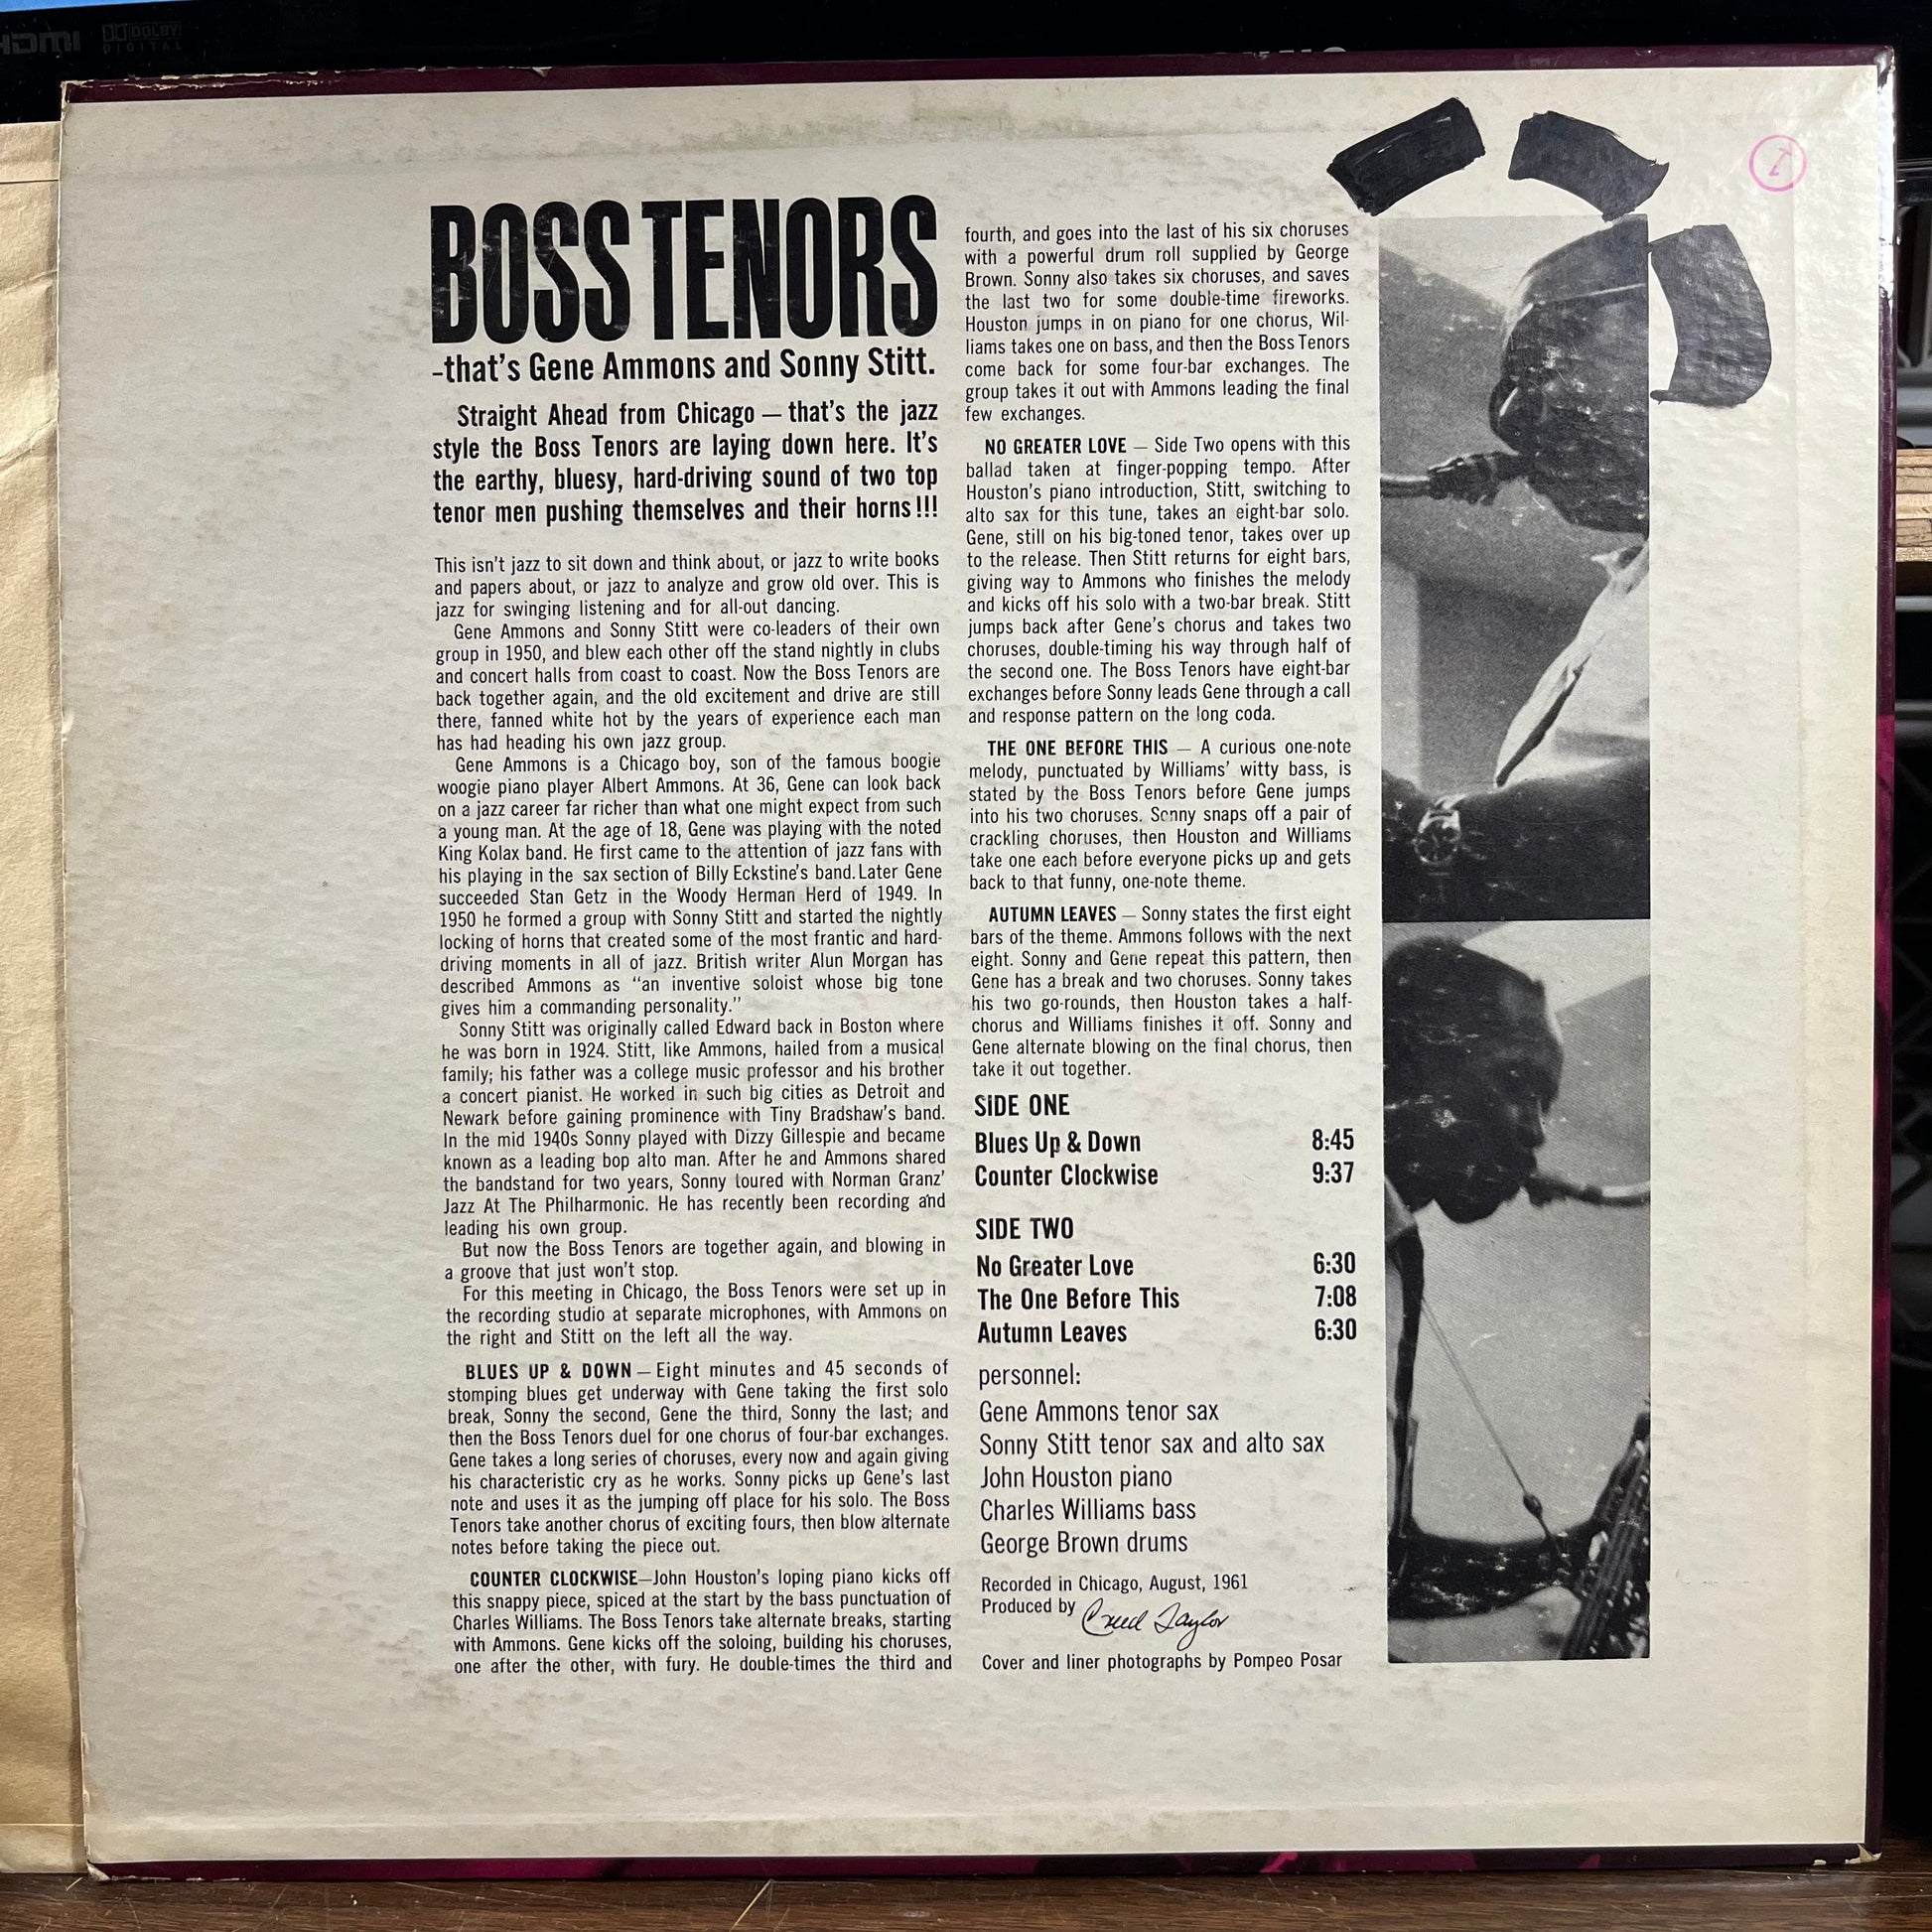 HDMI
DOLBY
DIGITAL
BOSS TENORS
-that's Gene Ammons and Sonny Stitt.
Straight Ahead from Chicago — that's the jazz
style the Boss Tenors are laying down here. It's
the earthy, bluesy, hard-driving sound of two top
tenor men pushing themselves and their horns!!!
This isn't jazz to sit down and think about, or jazz to write books
and papers about, or jazz to analyze and grow old over. This is
jazz for swinging listening and for all-out dancing.
Gene Ammons and Sonny Stitt were co-leaders of their own
group in 1950, and blew each other off the stand nightly in clubs
and concert halls from coast to coast. Now the Boss Tenors are
back together again, and the old excitement and drive are still
there, fanned white hot by the years of experience each man
has had heading his own jazz group.
Gene Ammons is a Chicago boy, son of the famous boogie
woogie piano player Albert Ammons. At 36, Gene can look back
on a jazz career far richer than what one might expect from such
a young man. At the age of 18, Gene was playing with the noted
King Kolax band. He first came to the attention of jazz fans with
his playing in the sax section of Billy Eckstine's band. Later Gene
succeeded Stan Getz in the Woody Herman Herd of 1949. In
1950 he formed a group with Sonny Stitt and started the nightly
locking of horns that created some of the most frantic and hard-
driving moments in all of jazz. British writer Alun Morgan has
described Ammons as "an inventive soloist whose big tone
gives him a commanding personality."
Sonny Stitt was originally called Edward back in Boston where
he was born in 1924. Stitt, like Ammons, hailed from a musical
family; his father was a college music professor and his brother
a concert pianist. He worked in such big cities as Detroit and
Newark before gaining prominence with Tiny Bradshaw's band.
In the mid 1940s Sonny played with Dizzy Gillespie and became
known as a leading bop alto man. After he and Ammons shared
the bandstand for two years, Sonny toured with Norman Granz'
Jazz At The Philharmonic. He has recently been recording and
leading his own group.
But now the Boss Tenors are together again, and blowing in
a groove that just won't stop.
For this meeting in Chicago, the Boss Tenors were set up in
the recording studio at separate microphones, with Ammons on
the right and Stitt on the left all the way.
BLUES UP & DOWN — Eight minutes and 45 seconds of
stomping blues get underway with Gene taking the first solo
break, Sonny the second, Gene the third, Sonny the last; and
then the Boss Tenors duel for one chorus of four-bar exchanges.
Gene takes a long series of choruses, every now and again giving
his characteristic cry as he works. Sonny picks up Gene's last
note and uses it as the jumping off place for his solo. The Boss
Tenors take another chorus of exciting fours, then blow alternate
notes before taking the piece out.
COUNTER CLOCKWISE—John Houston's loping piano kicks off
this snappy piece, spiced at the start by the bass punctuation of
Charles Williams. The Boss Tenors take alternate breaks, starting
with Ammons. Gene kicks off the soloing, building his choruses,
one after the other, with fury. He double-times the third and
fourth, and goes into the last of his six choruses
with a powerful drum roll supplied by George
Brown. Sonny also takes six choruses, and saves
the last two for some double-time fireworks.
Houston jumps in on piano for one chorus, Wil-
liams takes one on bass, and then the Boss Tenors
come back for some four-bar exchanges. The
group takes it out with Ammons leading the final
few exchanges.
NO GREATER LOVE — Side Two opens with this
ballad taken at finger-popping tempo. After
Houston's piano introduction, Stitt, switching to
alto sax for this tune, takes an eight-bar solo.
Gene, still on his big-toned tenor, takes over up
to the release. Then Stitt returns for eight bars,
giving way to Ammons who finishes the melody
and kicks off his solo with a two-bar break. Stitt
jumps back after Gene's chorus and takes two
choruses, double-timing his way through half of
the second one. The Boss Tenors have eight-bar
exchanges before Sonny leads Gene through a call
and response pattern on the long coda.
THE ONE BEFORE THIS — A curious one-note
melody, punctuated by Williams' witty bass, is
stated by the Boss Tenors before Gene jumps
into his two choruses. Sonny snaps off a pair of
crackling choruses, then Houston and Williams
take one each before everyone picks up and gets
back to that funny, one-note theme.
AUTUMN LEAVES — Sonny states the first eight
bars of the theme. Ammons follows with the next
eight. Sonny and Gene repeat this pattern, then
Gene has a break and two choruses. Sonny takes
his two go-rounds, then Houston takes a half-
chorus and Williams finishes it off. Sonny and
Gene alternate blowing on the final chorus, then
take it out together.
SIDE ONE
Blues Up & Down 8:45
Counter Clockwise 9:37
SIDE TWO
No Greater Love 6:30
The One Before This 7:08
Autumn Leaves 6:30
personnel:
Gene Ammons tenor sax
Sonny Stitt tenor sax and alto sax
John Houston piano
Charles Williams bass
George Brown drums
Recorded in Chicago, August, 1961
Produced by Creed Taylor
Cover and liner photographs by Pompeo Posar